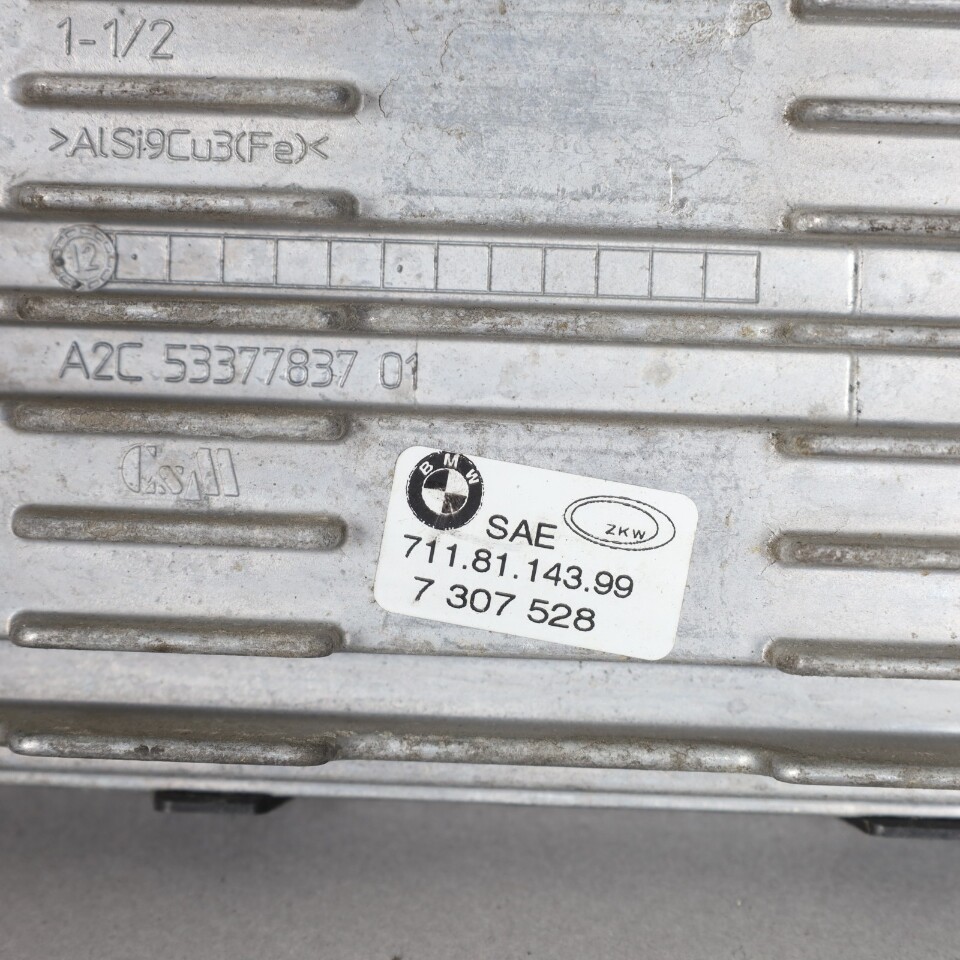 1-1/2
>AlSi9Cu3(Fe)<
12
A2C 53377837 01
G&M
BMW
SAE ZKW
711.81.143.99
7 307 528